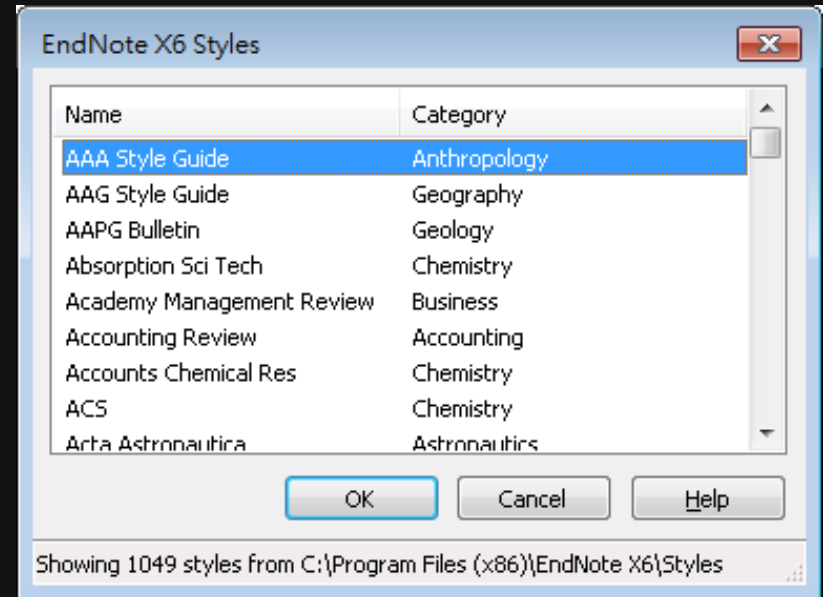 EndNote X6 Styles
Name Category
AAA Style Guide Anthropology
AAG Style Guide Geography
AAPG Bulletin Geology
Absorption Sci Tech Chemistry
Academy Management Review Business
Accounting Review Accounting
Accounts Chemical Res Chemistry
ACS Chemistry
Acta Astronautica Astronautics
OK Cancel Help
Showing 1049 styles from C:\Program Files (x86)\EndNote X6\Styles